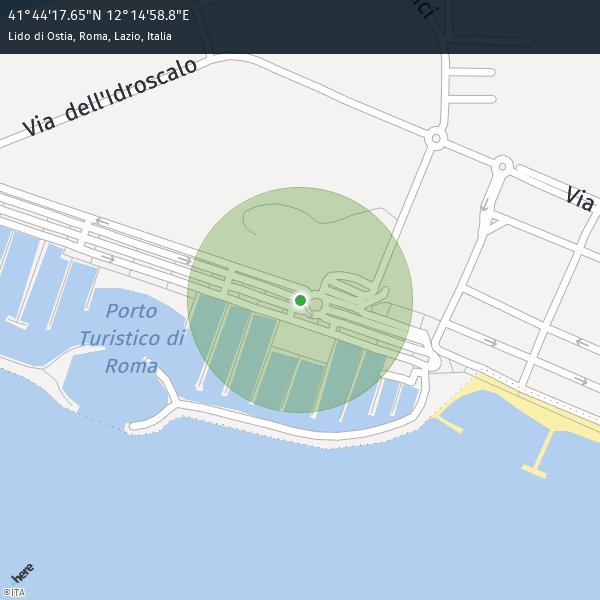 41°44'17.65"N 12°14'58.8"E
Lido di Ostia, Roma, Lazio, Italia
Via dell'Idroscalo
Via
Porto
Turistico di
Roma
here
©ITA